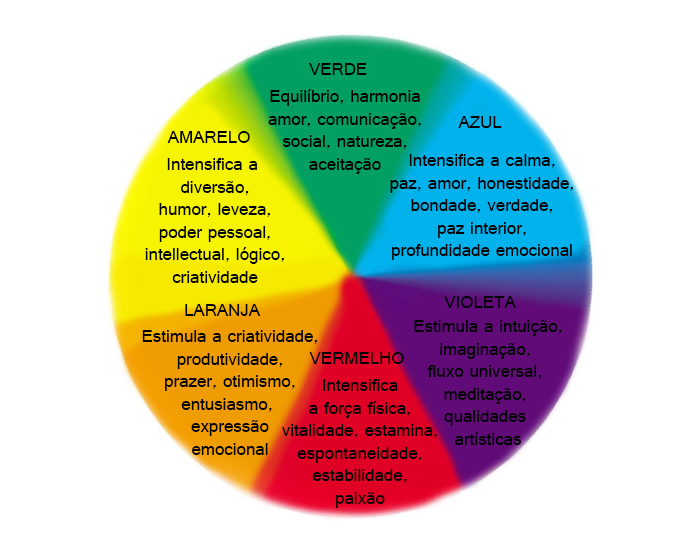 VERDE
Equilíbrio, harmonia
amor, comunicação,
social, natureza,
aceitação
AZUL
Intensifica a calma,
paz, amor, honestidade,
bondade, verdade,
paz interior,
profundidade emocional
VIOLETA
Estimula a intuição,
imaginação,
fluxo universal,
meditação,
qualidades
artísticas
VERMELHO
Intensifica
a força física,
vitalidade, estamina,
espontaneidade,
estabilidade,
paixão
LARANJA
Estimula a criatividade,
produtividade,
prazer, otimismo,
entusiasmo,
expressão
emocional
AMARELO
Intensifica a
diversão,
humor, leveza,
poder pessoal,
intellectual, lógico,
criatividade